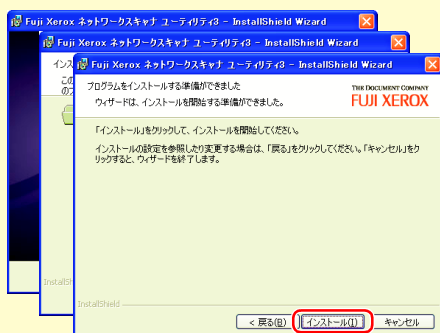 Fuji Xerox ネットワークスキャナ ユーティリティ3 - InstallShield Wizard
Fuji Xerox ネットワークスキャナ ユーティリティ3 - InstallShield Wizard
インス
この
のフ
InstallSh
Fuji Xerox ネットワークスキャナ ユーティリティ3 - InstallShield Wizard
プログラムをインストールする準備ができました
ウィザードは、インストールを開始する準備ができました。
THE DOCUMENT COMPANY
FUJI XEROX
「インストール」をクリックして、インストールを開始してください。
インストールの設定を参照したり変更する場合は、「戻る」をクリックしてください。「キャンセル」をク
リックすると、ウィザードを終了します。
InstallShield
< 戻る(B)
インストール(I)
キャンセル